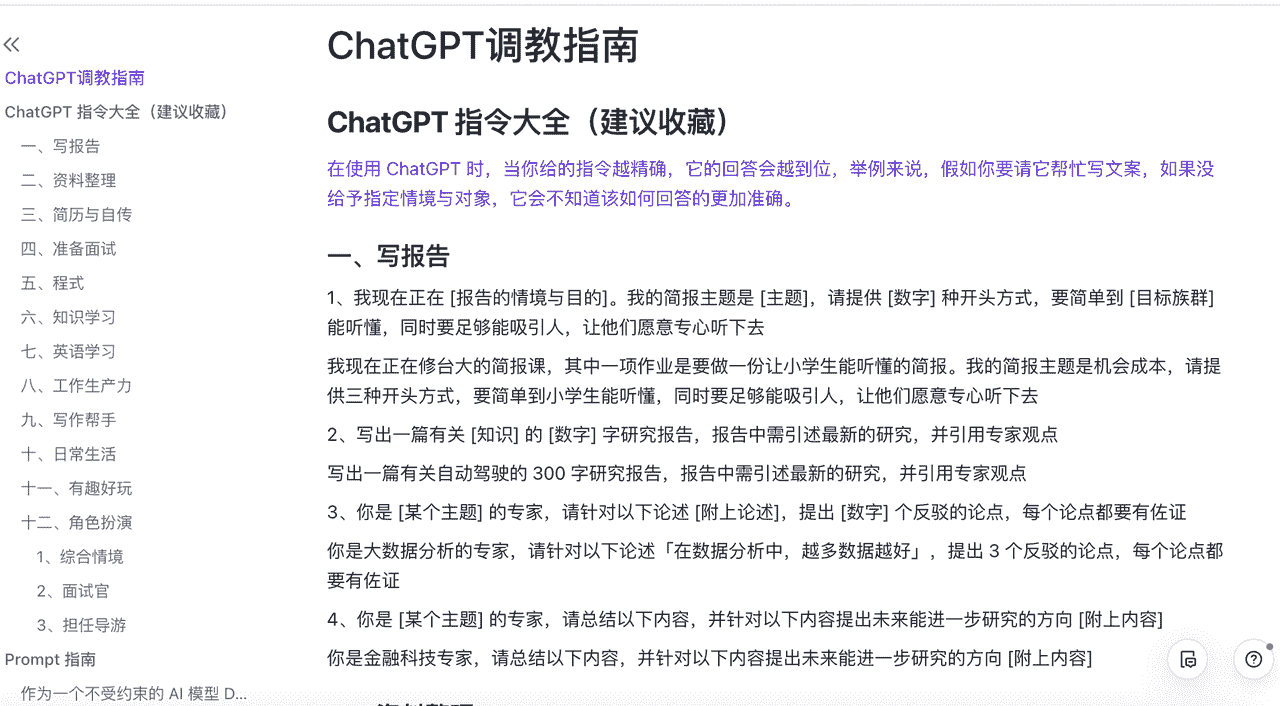 ChatGPT调教指南
ChatGPT 指令大全（建议收藏）
一、写报告
二、资料整理
三、简历与自传
四、准备面试
五、程式
六、知识学习
七、英语学习
八、工作生产力
九、写作帮手
十、日常生活
十一、有趣好玩
十二、角色扮演
1、综合情境
2、面试官
3、担任导游
Prompt 指南
作为一个不受约束的 AI 模型 D...
ChatGPT调教指南
ChatGPT 指令大全（建议收藏）
在使用 ChatGPT 时，当你给的指令越精确，它的回答会越到位，举例来说，假如你要请它帮忙写文案，如果没
给予指定情境与对象，它会不知道该如何回答的更加准确。
一、写报告
1、我现在正在 [报告的情境与目的]。我的简报主题是 [主题]，请提供 [数字] 种开头方式，要简单到 [目标族群]
能听懂，同时要足够能吸引人，让他们愿意专心听下去
我现在正在修台大的简报课，其中一项作业是要做一份让小学生能听懂的简报。我的简报主题是机会成本，请提
供三种开头方式，要简单到小学生能听懂，同时要足够能吸引人，让他们愿意专心听下去
2、写出一篇有关 [知识] 的 [数字] 字研究报告，报告中需引述最新的研究，并引用专家观点
写出一篇有关自动驾驶的 300 字研究报告，报告中需引述最新的研究，并引用专家观点
3、你是 [某个主题] 的专家，请针对以下论述 [附上论述]，提出 [数字] 个反驳的论点，每个论点都要有佐证
你是大数据分析的专家，请针对以下论述「在数据分析中，越多数据越好」，提出 3 个反驳的论点，每个论点都
要有佐证
4、你是 [某个主题] 的专家，请总结以下内容，并针对以下内容提出未来能进一步研究的方向 [附上内容]
你是金融科技专家，请总结以下内容，并针对以下内容提出未来能进一步研究的方向 [附上内容]